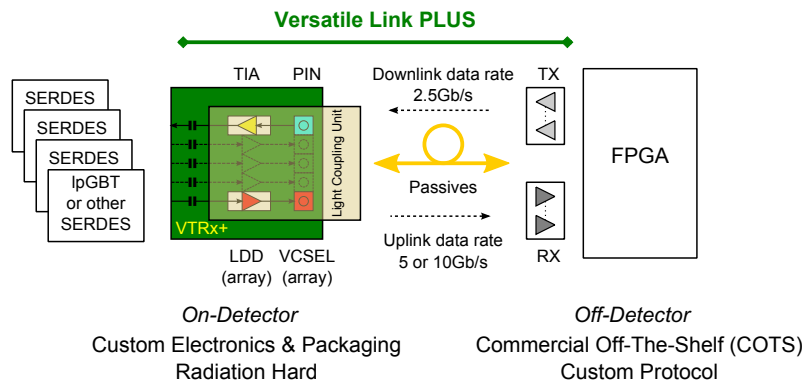 Versatile Link PLUS
TIA
PIN
Downlink data rate
2.5Gb/s
TX
SERDES
SERDES
SERDES
lpGBT
or other
SERDES
Light Coupling Unit
VTRx+
Passives
FPGA
LDD
(array)
VCSEL
(array)
Uplink data rate
5 or 10Gb/s
RX
On-Detector
Custom Electronics & Packaging
Radiation Hard
Off-Detector
Commercial Off-The-Shelf (COTS)
Custom Protocol